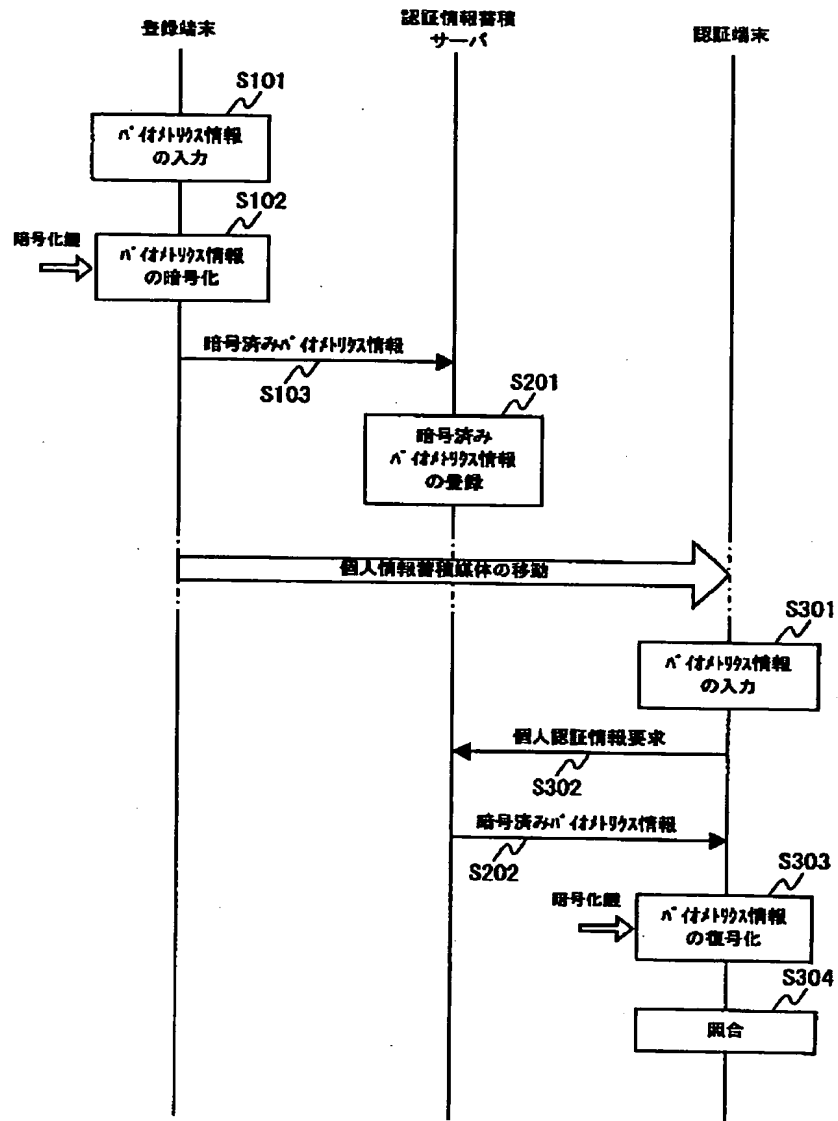 登録端末
認証情報蓄積
サーバ
認証端末
S101
ﾊﾞｲｵﾒﾄﾘｸｽ情報
の入力
S102
暗号化鍵
ﾊﾞｲｵﾒﾄﾘｸｽ情報
の暗号化
暗号済みﾊﾞｲｵﾒﾄﾘｸｽ情報
S103
S201
暗号済み
ﾊﾞｲｵﾒﾄﾘｸｽ情報
の登録
個人情報蓄積媒体の移動
S301
ﾊﾞｲｵﾒﾄﾘｸｽ情報
の入力
個人認証情報要求
S302
暗号済みﾊﾞｲｵﾒﾄﾘｸｽ情報
S202
S303
暗号化鍵
ﾊﾞｲｵﾒﾄﾘｸｽ情報
の復号化
S304
照合